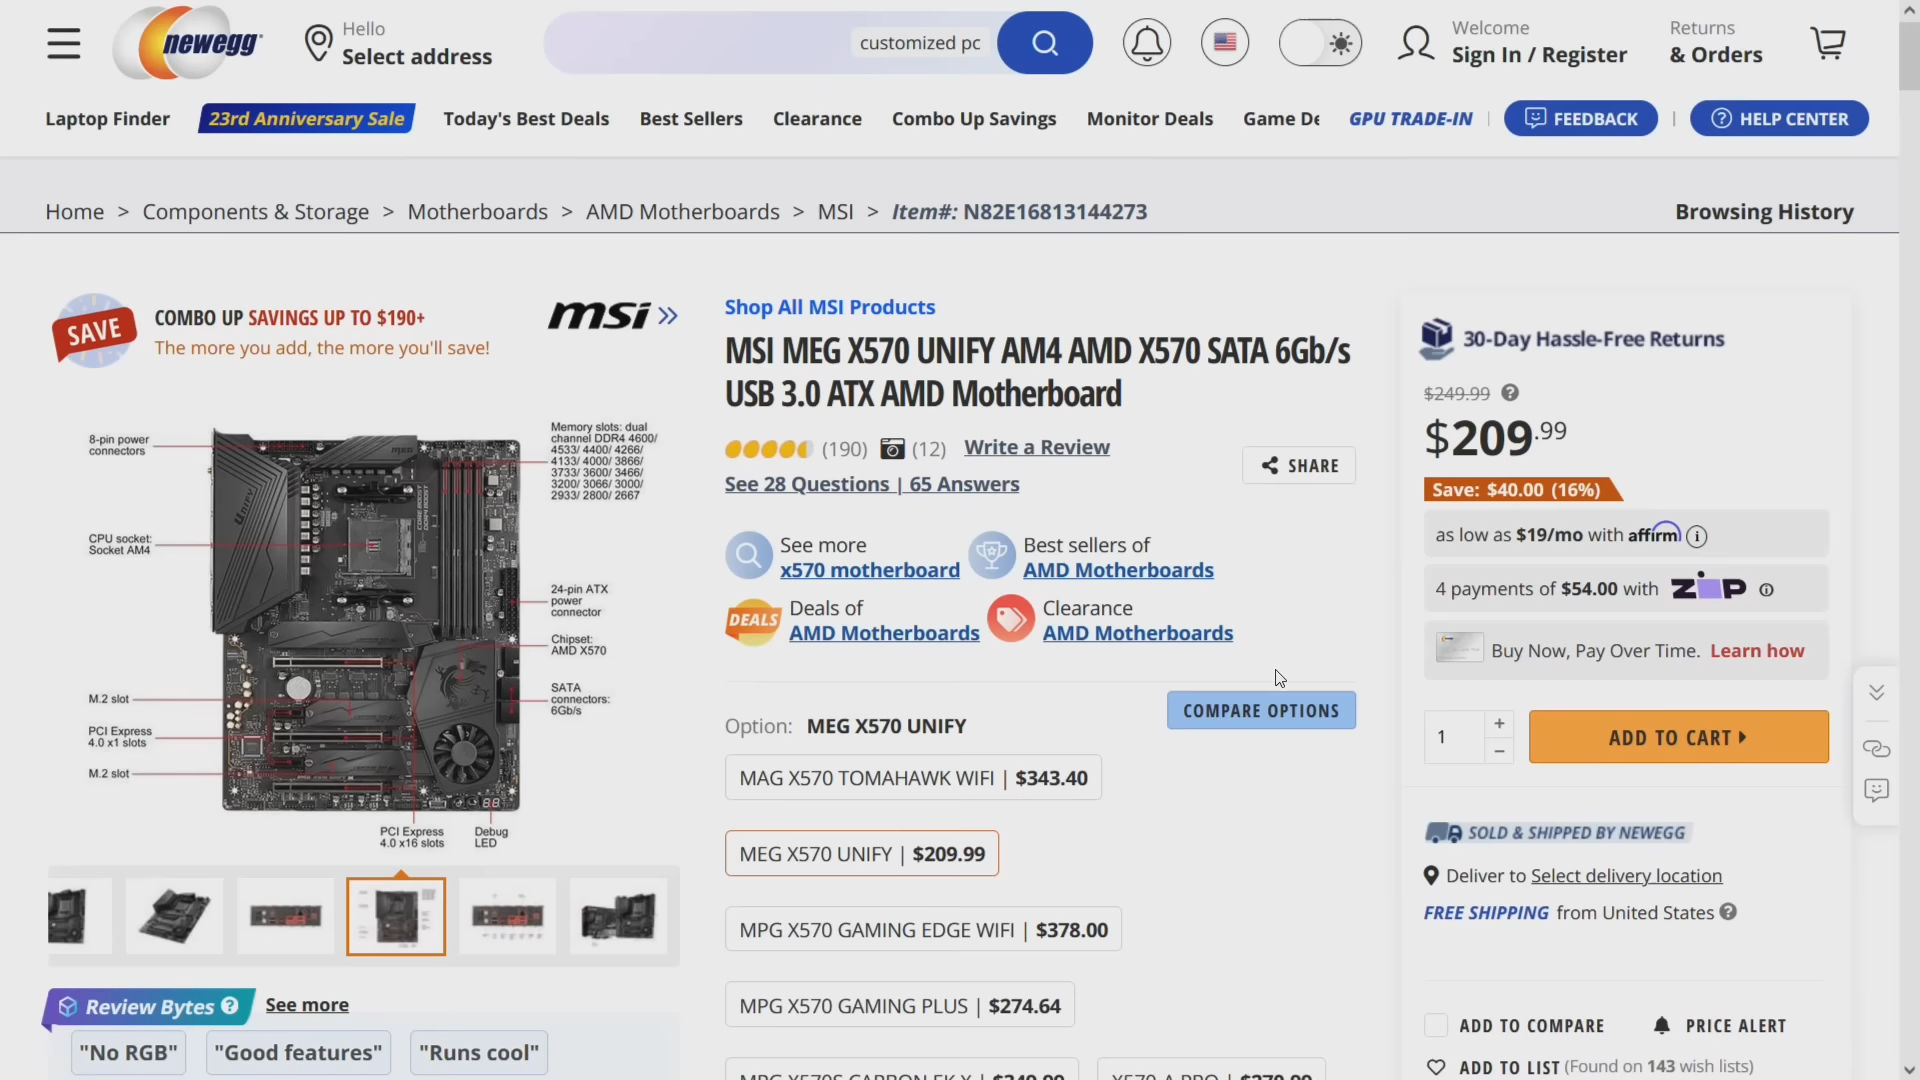 newegg
Hello
Select address
customized pc
Welcome
Sign In / Register
Returns
& Orders
Laptop Finder
23rd Anniversary Sale
Today's Best Deals
Best Sellers
Clearance
Combo Up Savings
Monitor Deals
Game De
GPU TRADE-IN
FEEDBACK
HELP CENTER
Home > Components & Storage > Motherboards > AMD Motherboards > MSI > Item#: N82E16813144273
Browsing History
SAVE
COMBO UP SAVINGS UP TO $190+
The more you add, the more you'll save!
msi
8-pin power
connectors
Memory slots: dual
channel DDR4 4600/
4533/ 4400/ 4266/
4133/ 4000/ 3866/
3733/ 3600/ 3466/
3200/ 3066/ 3000/
2933/ 2800/ 2667
CPU socket:
Socket AM4
24-pin ATX
power
connector
Chipset:
AMD X570
SATA
connectors:
6Gb/s
M.2 slot
PCI Express
4.0 x1 slots
M.2 slot
PCI Express
4.0 x16 slots
Debug
LED
UNIFY
Review Bytes
See more
"No RGB"
"Good features"
"Runs cool"
Shop All MSI Products
MSI MEG X570 UNIFY AM4 AMD X570 SATA 6Gb/s
USB 3.0 ATX AMD Motherboard
(190)
(12)
Write a Review
See 28 Questions | 65 Answers
SHARE
See more
x570 motherboard
Best sellers of
AMD Motherboards
DEALS
Deals of
AMD Motherboards
Clearance
AMD Motherboards
COMPARE OPTIONS
Option: MEG X570 UNIFY
MAG X570 TOMAHAWK WIFI | $343.40
MEG X570 UNIFY | $209.99
MPG X570 GAMING EDGE WIFI | $378.00
MPG X570 GAMING PLUS | $274.64
MPG X570S CARBON EK X | $349.99
X570-A PRO | $279.99
30-Day Hassle-Free Returns
$249.99
$209.99
Save: $40.00 (16%)
as low as $19/mo with affirm
4 payments of $54.00 with ZIP
Buy Now, Pay Over Time. Learn how
1
+
−
ADD TO CART
SOLD & SHIPPED BY NEWEGG
Deliver to Select delivery location
FREE SHIPPING from United States
ADD TO COMPARE
PRICE ALERT
ADD TO LIST (Found on 143 wish lists)